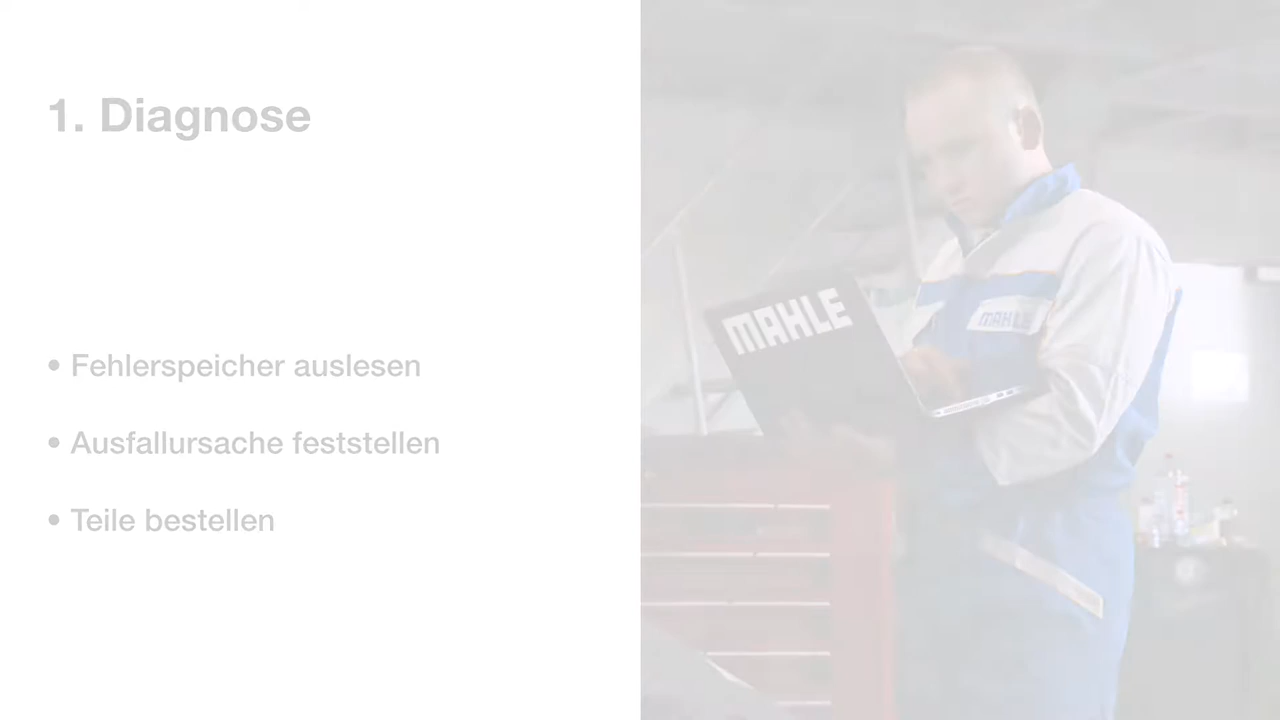 1. Diagnose
• Fehlerspeicher auslesen
• Ausfallursache feststellen
• Teile bestellen
MAHLE
MAHLE